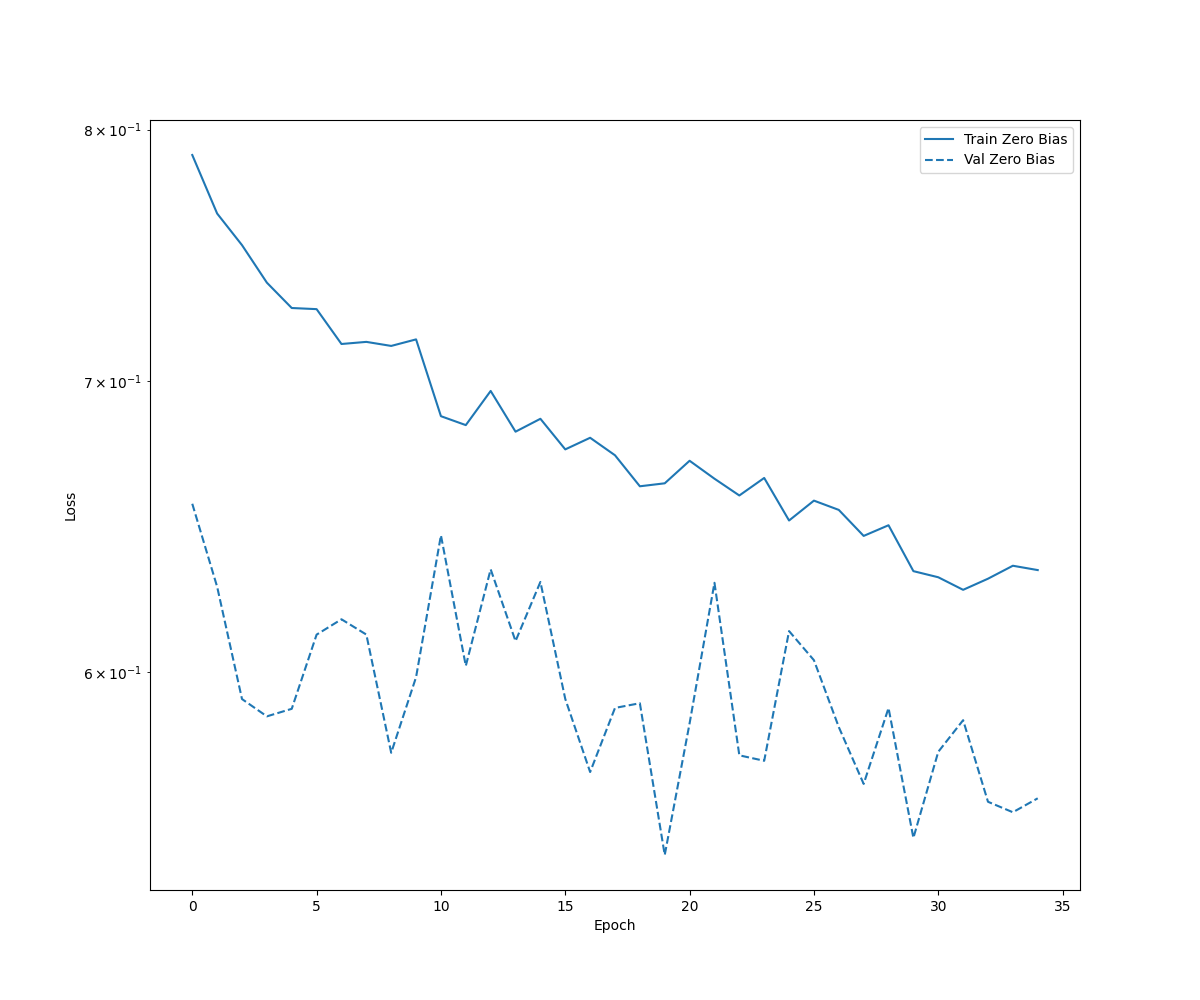 8 × 10⁻¹
7 × 10⁻¹
6 × 10⁻¹
Loss
Train Zero Bias
Val Zero Bias
0 5 10 15 20 25 30 35
Epoch